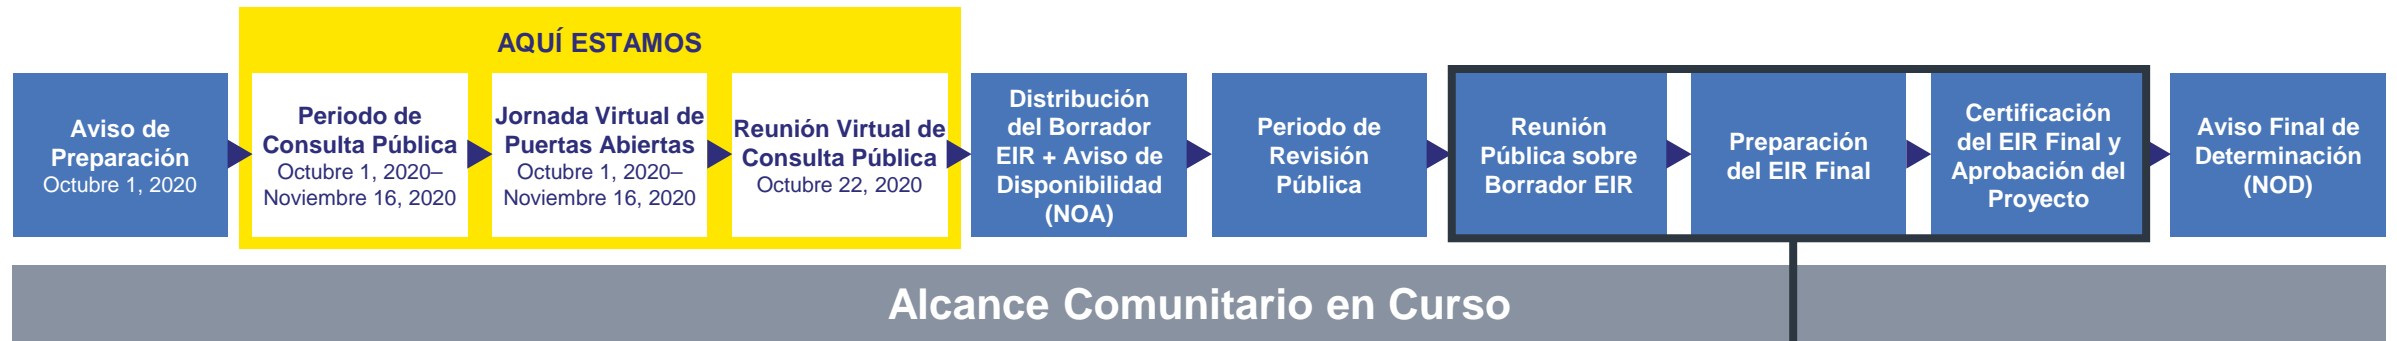 AQUÍ ESTAMOS
Aviso de
Preparación
Octubre 1, 2020
Periodo de
Consulta Pública
Octubre 1, 2020–
Noviembre 16, 2020
Jornada Virtual de
Puertas Abiertas
Octubre 1, 2020–
Noviembre 16, 2020
Reunión Virtual de
Consulta Pública
Octubre 22, 2020
Distribución
del Borrador
EIR + Aviso de
Disponibilidad
(NOA)
Periodo de
Revisión
Pública
Reunión
Pública sobre
Borrador EIR
Preparación
del EIR Final
Certificación
del EIR Final y
Aprobación del
Proyecto
Aviso Final de
Determinación
(NOD)
Alcance Comunitario en Curso